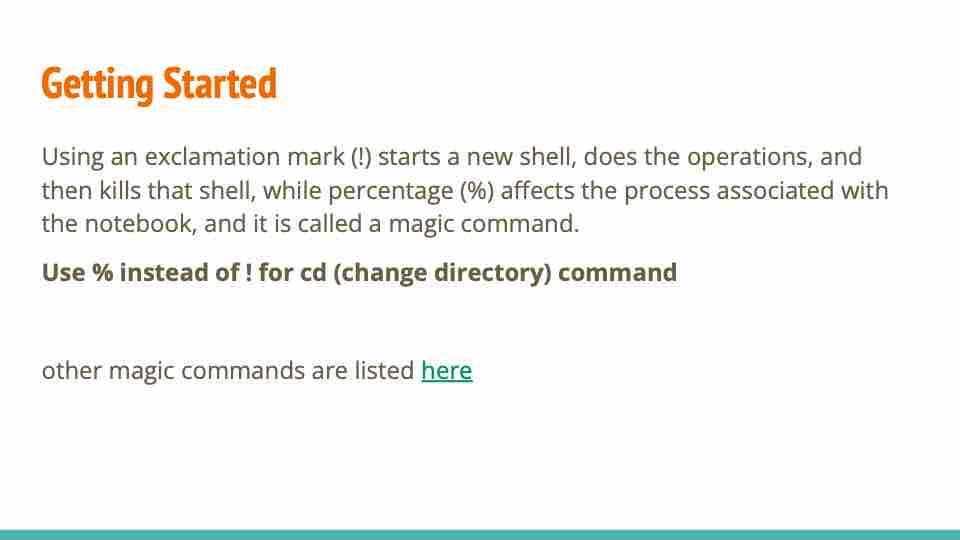 Getting Started
Using an exclamation mark (!) starts a new shell, does the operations, and
then kills that shell, while percentage (%) affects the process associated with
the notebook, and it is called a magic command.
Use % instead of ! for cd (change directory) command
other magic commands are listed here